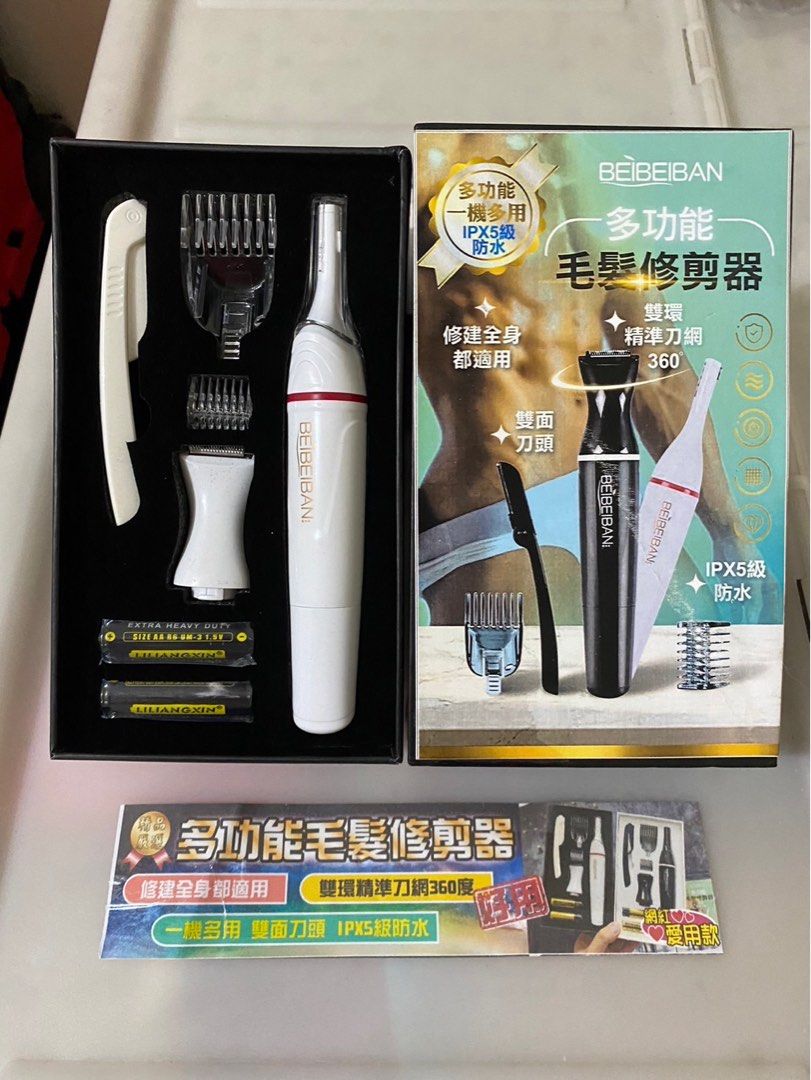 BEIBEIBAN
EXTRA HEAVY DUTY
SIZE AA R6 UM-3 1.5V
LILIANGXIN
LILIANGXIN
多功能
一機多用
IPX5級
防水
BEIBEIBAN
多功能
毛髮修剪器
修建全身
都適用
雙環
精準刀網
360°
雙面
刀頭
BEIBEIBAN
BEIBEIBAN
IPX5級
防水
多功能毛髮修剪器
修建全身都適用
雙環精準刀網360度
好用
一機多用 雙面刀頭 IPX5級防水
網紅
愛用款